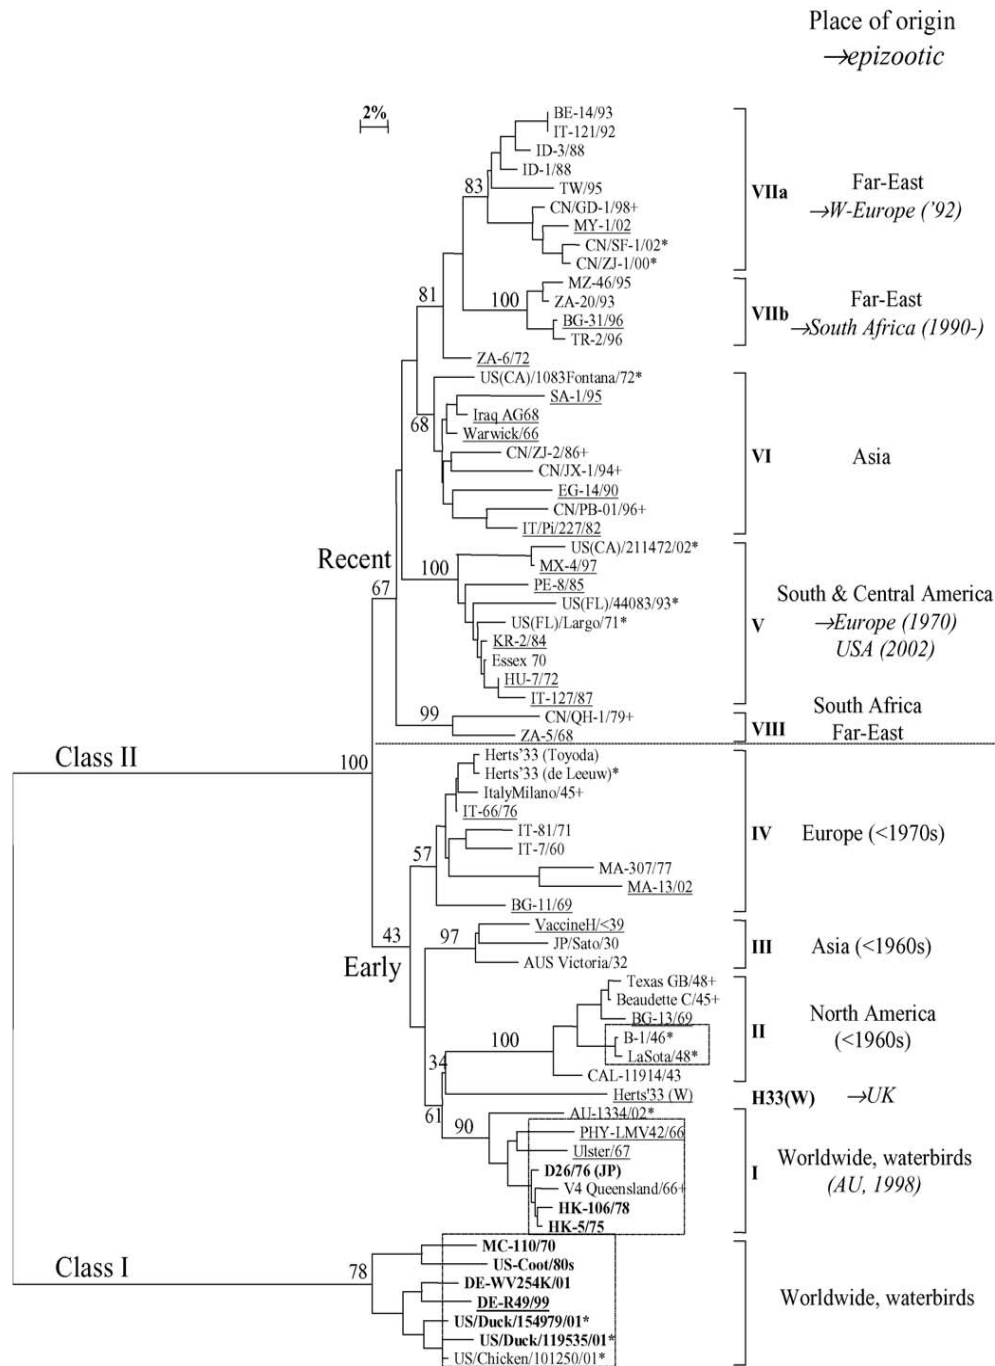 Place of origin
→epizootic
2%
BE-14/93
IT-121/92
ID-3/88
ID-1/88
83
TW/95
VIIa
Far-East
→W-Europe ('92)
CN/GD-1/98+
MY-1/02
CN/SF-1/02*
CN/ZJ-1/00*
MZ-46/95
81
100
ZA-20/93
VIIb
Far-East
→South Africa (1990-)
BG-31/96
TR-2/96
ZA-6/72
US(CA)/1083Fontana/72*
SA-1/95
Iraq AG68
68
Warwick/66
CN/ZJ-2/86+
VI
Asia
CN/JX-1/94+
EG-14/90
CN/PB-01/96+
IT/Pi/227/82
US(CA)/211472/02*
Recent
100
MX-4/97
67
PE-8/85
US(FL)/44083/93*
US(FL)/Largo/71*
V
South & Central America
→Europe (1970)
USA (2002)
KR-2/84
Essex 70
HU-7/72
IT-127/87
99
CN/QH-1/79+
ZA-5/68
VIII
South Africa
Far-East
Class II
100
Herts'33 (Toyoda)
Herts'33 (de Leeuw)*
ItalyMilano/45+
IT-66/76
IT-81/71
IV
Europe (<1970s)
IT-7/60
57
MA-307/77
MA-13/02
BG-11/69
43
97
VaccineH/<39
JP/Sato/30
III
Asia (<1960s)
Early
AUS Victoria/32
Texas GB/48+
Beaudette C/45+
BG-13/69
II
North America
(<1960s)
100
B-1/46*
LaSota/48*
34
CAL-11914/43
Herts'33 (W)
H33(W)
→UK
61
90
AU-1334/02*
PHY-LMV42/66
Ulster/67
I
Worldwide, waterbirds
(AU, 1998)
D26/76 (JP)
V4 Queensland/66+
HK-106/78
HK-5/75
Class I
78
MC-110/70
US-Coot/80s
DE-WV254K/01
DE-R49/99
Worldwide, waterbirds
US/Duck/154979/01*
US/Duck/119535/01*
US/Chicken/101250/01*